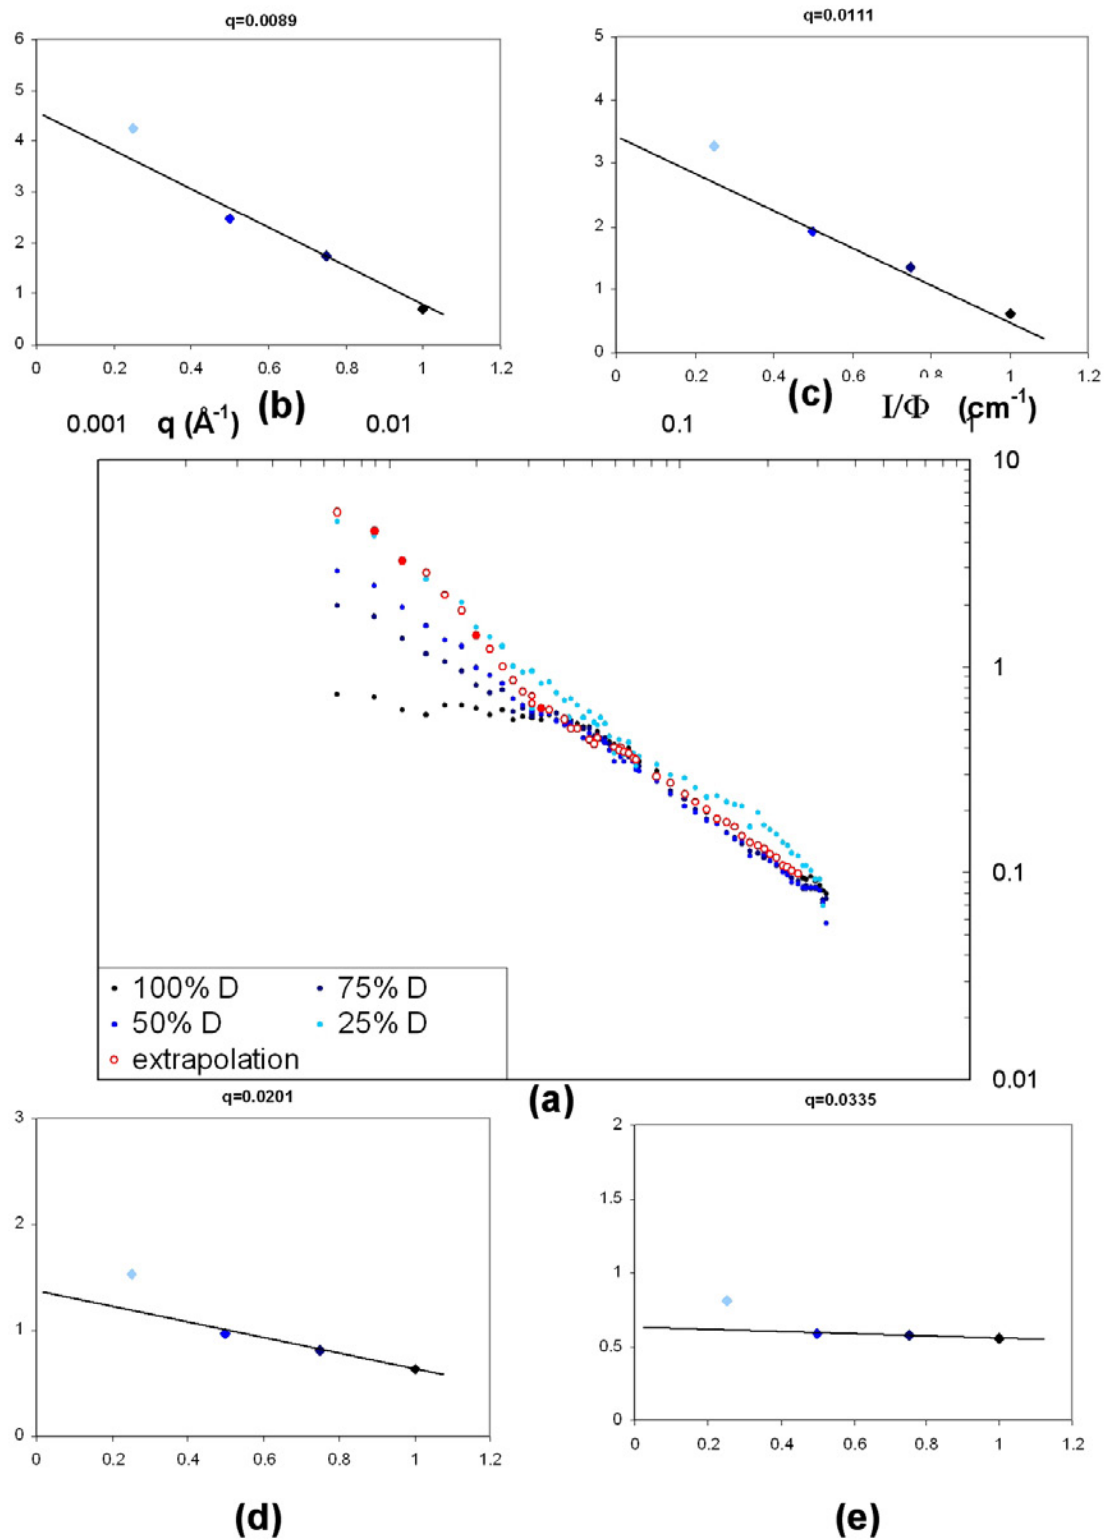 q=0.0089
6
5
4
3
2
1
0
0 0.2 0.4 0.6 0.8 1 1.2
(b)
q=0.0111
5
4
3
2
1
0
0 0.2 0.4 0.6 0.8 1 1.2
(c)
0.001 q (Å⁻¹) 0.01 0.1 I/Φ (cm⁻¹) 1
10
1
0.1
0.01
100% D 75% D
50% D 25% D
extrapolation
(a)
q=0.0201
3
2
1
0
0 0.2 0.4 0.6 0.8 1 1.2
(d)
q=0.0335
2
1.5
1
0.5
0
0 0.2 0.4 0.6 0.8 1 1.2
(e)